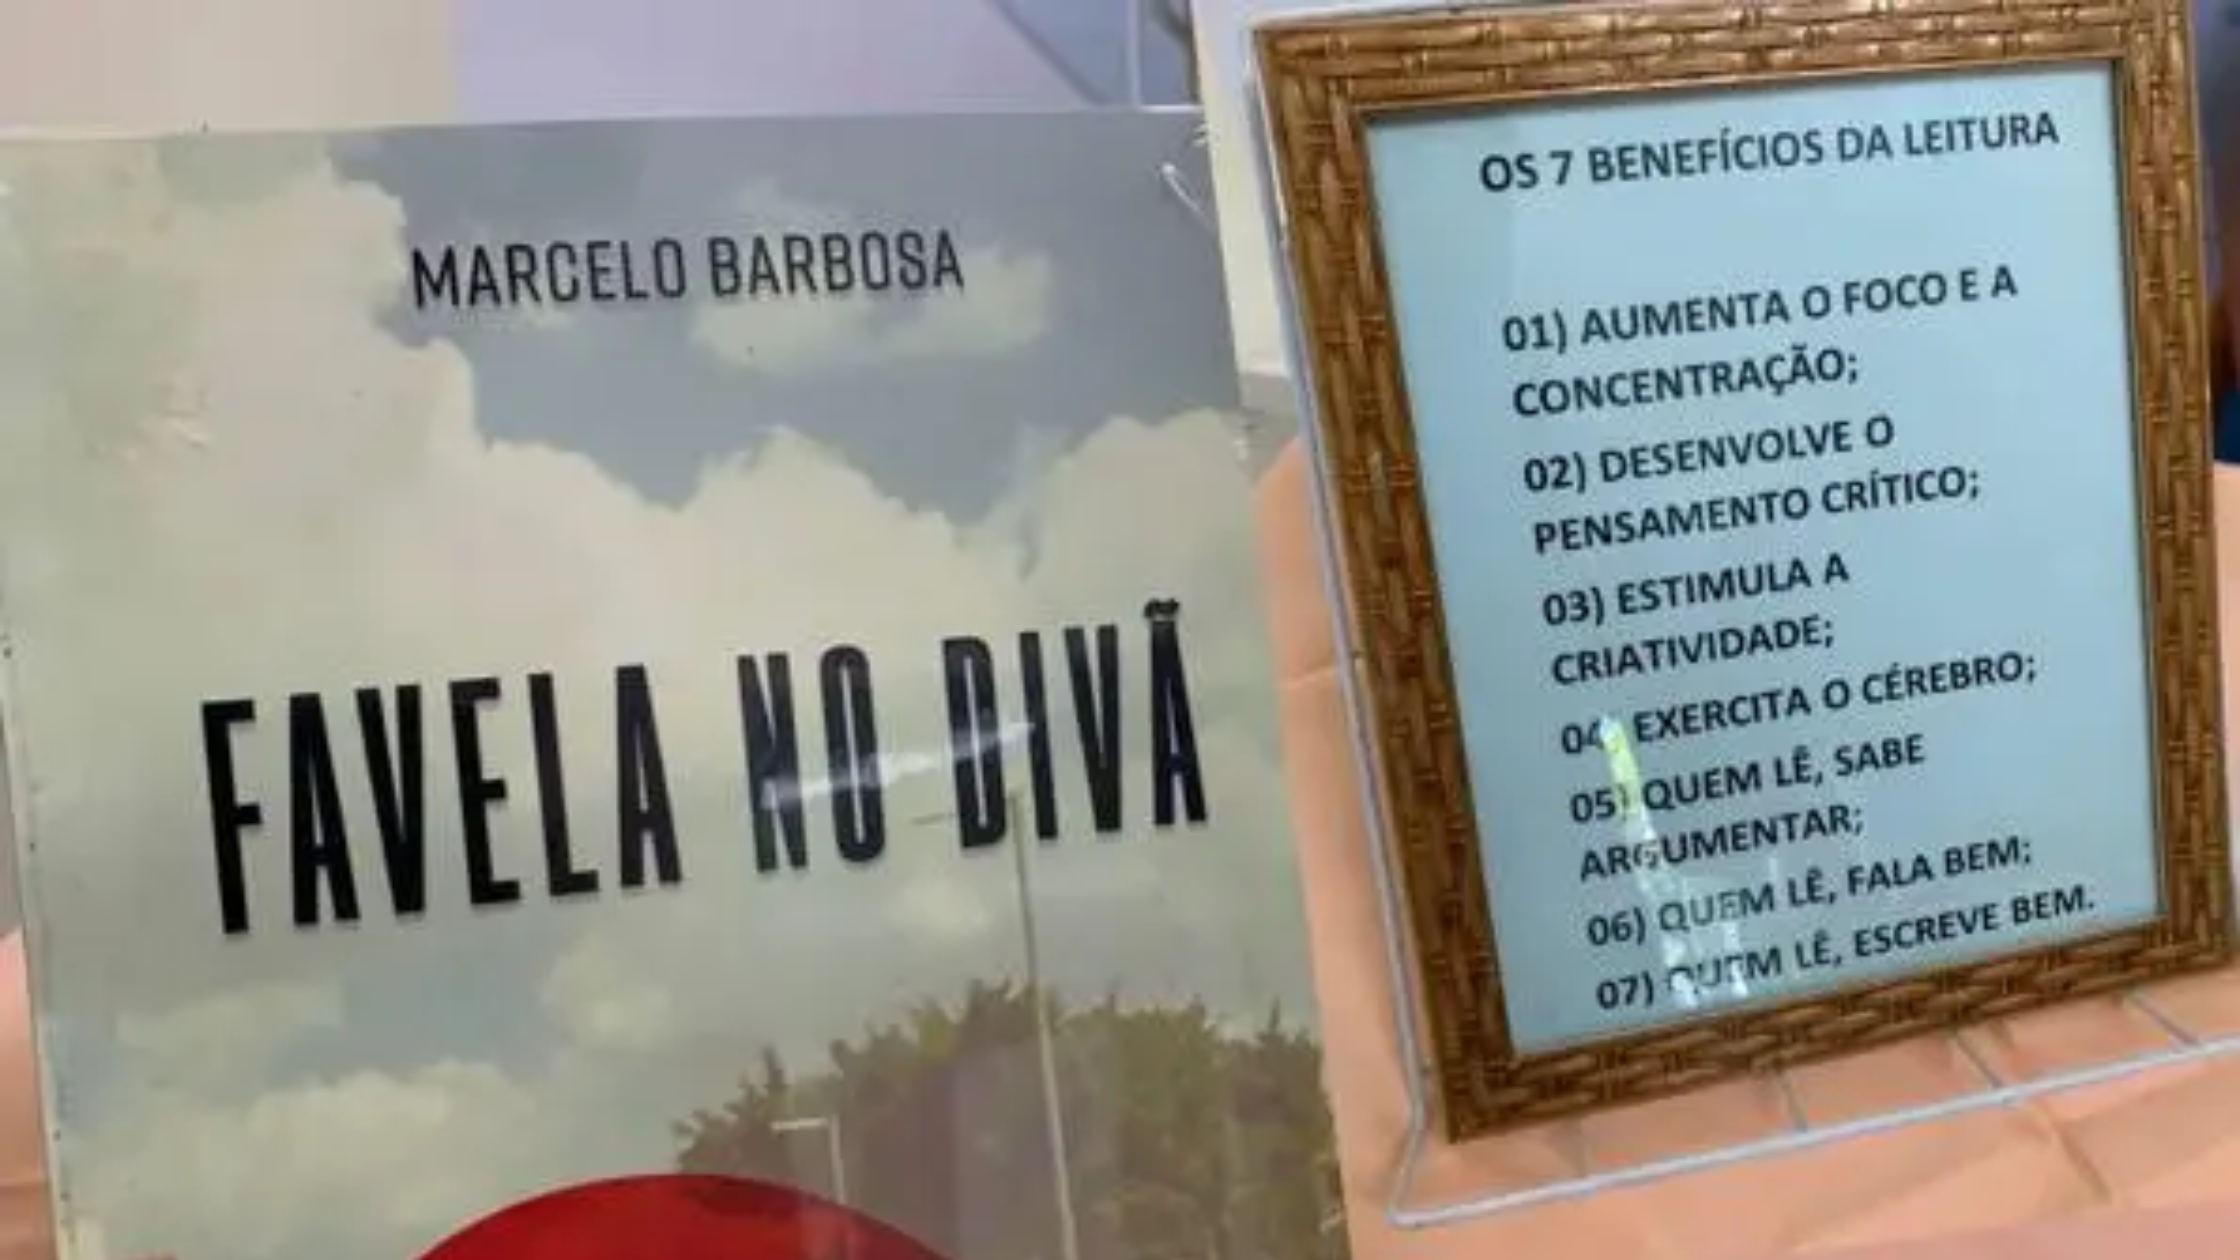 MARCELO BARBOSA
FAVELA NO DIVÃ
OS 7 BENEFÍCIOS DA LEITURA
01) AUMENTA O FOCO E A
CONCENTRAÇÃO;
02) DESENVOLVE O
PENSAMENTO CRÍTICO;
03) ESTIMULA A
CRIATIVIDADE;
04) EXERCITA O CÉREBRO;
05) QUEM LÊ, SABE
ARGUMENTAR;
06) QUEM LÊ, FALA BEM;
07) QUEM LÊ, ESCREVE BEM.